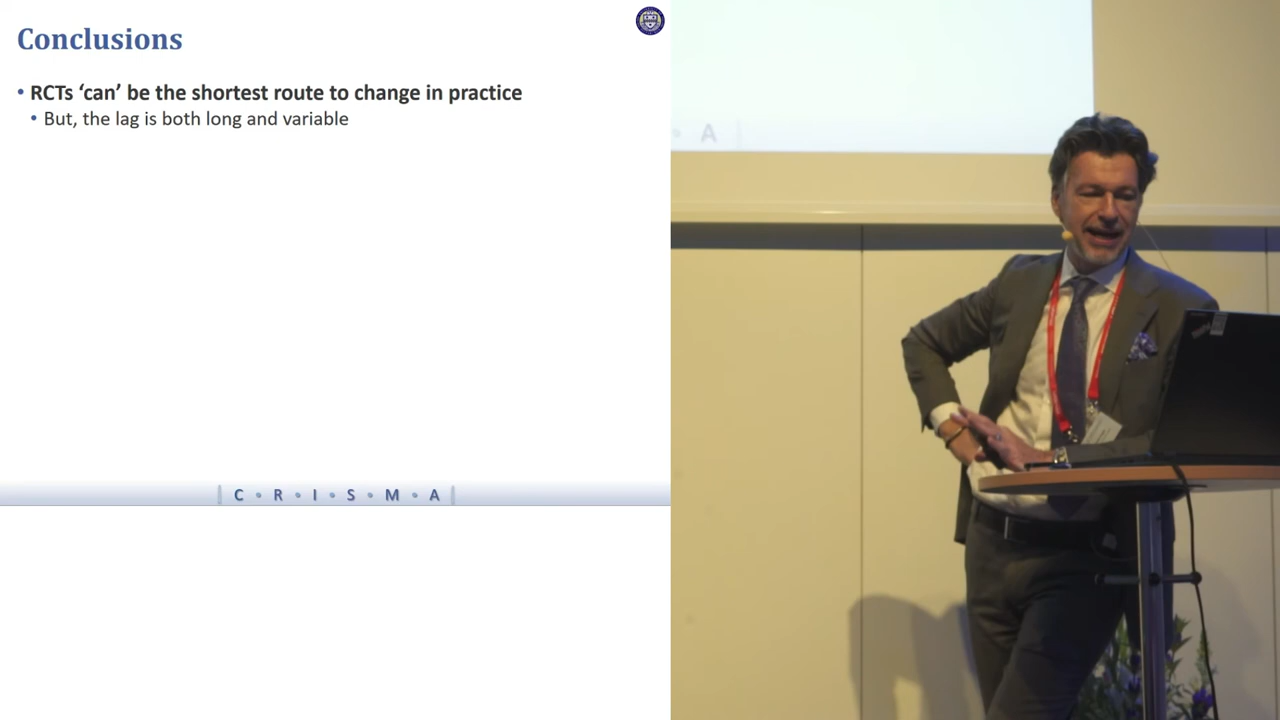 Conclusions
• RCTs ‘can’ be the shortest route to change in practice
• But, the lag is both long and variable
| C • R • I • S • M • A |
• A |